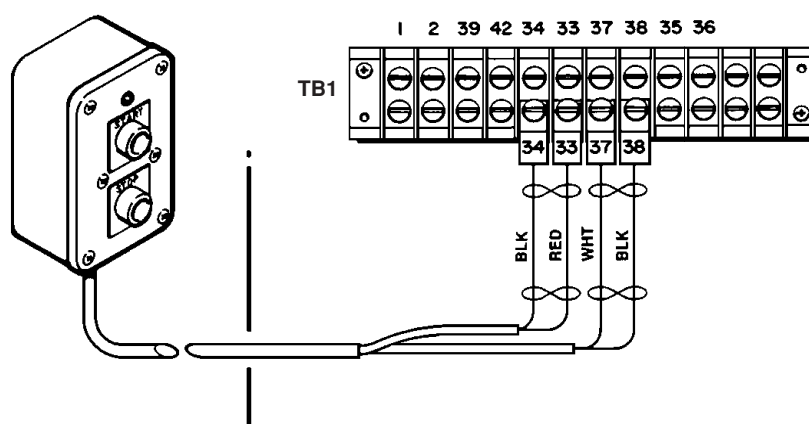 1 2 39 42 34 33 37 38 35 36
TB1
START
STOP
34 33 37 38
BLK RED WHT BLK